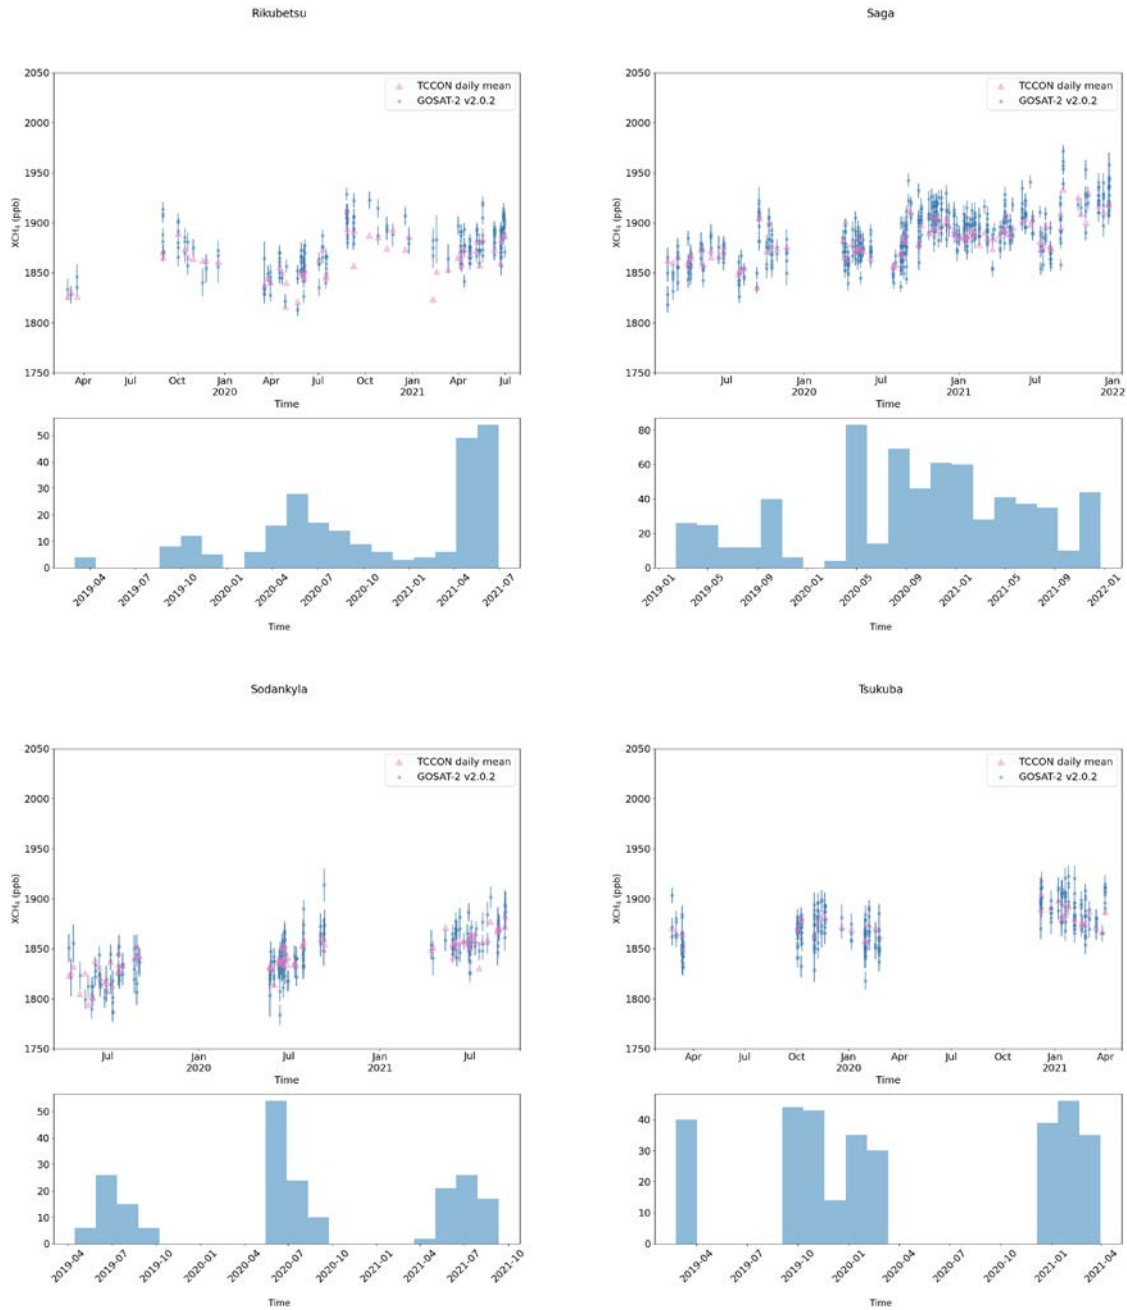 Rikubetsu
2050
2000
1950
1900
1850
1800
1750
XCH₄ (ppb)
TCCON daily mean
GOSAT-2 v2.0.2
Apr Jul Oct Jan Apr Jul Oct Jan Apr Jul
2020 2021
Time
50
40
30
20
10
0
2019-04 2019-07 2019-10 2020-01 2020-04 2020-07 2020-10 2021-01 2021-04 2021-07
Time
Saga
2050
2000
1950
1900
1850
1800
1750
XCH₄ (ppb)
TCCON daily mean
GOSAT-2 v2.0.2
Jul Jan Jul Jan Jul Jan
2020 2021 2022
Time
80
60
40
20
0
2019-01 2019-05 2019-09 2020-01 2020-05 2020-09 2021-01 2021-05 2021-09 2022-01
Time
Sodankyla
2050
2000
1950
1900
1850
1800
1750
XCH₄ (ppb)
TCCON daily mean
GOSAT-2 v2.0.2
Jul Jan Jul Jan Jul
2020 2021
Time
50
40
30
20
10
0
2019-04 2019-07 2019-10 2020-01 2020-04 2020-07 2020-10 2021-01 2021-04 2021-07 2021-10
Time
Tsukuba
2050
2000
1950
1900
1850
1800
1750
XCH₄ (ppb)
TCCON daily mean
GOSAT-2 v2.0.2
Apr Jul Oct Jan Apr Jul Oct Jan Apr
2020 2021
Time
40
30
20
10
0
2019-04 2019-07 2019-10 2020-01 2020-04 2020-07 2020-10 2021-01 2021-04
Time